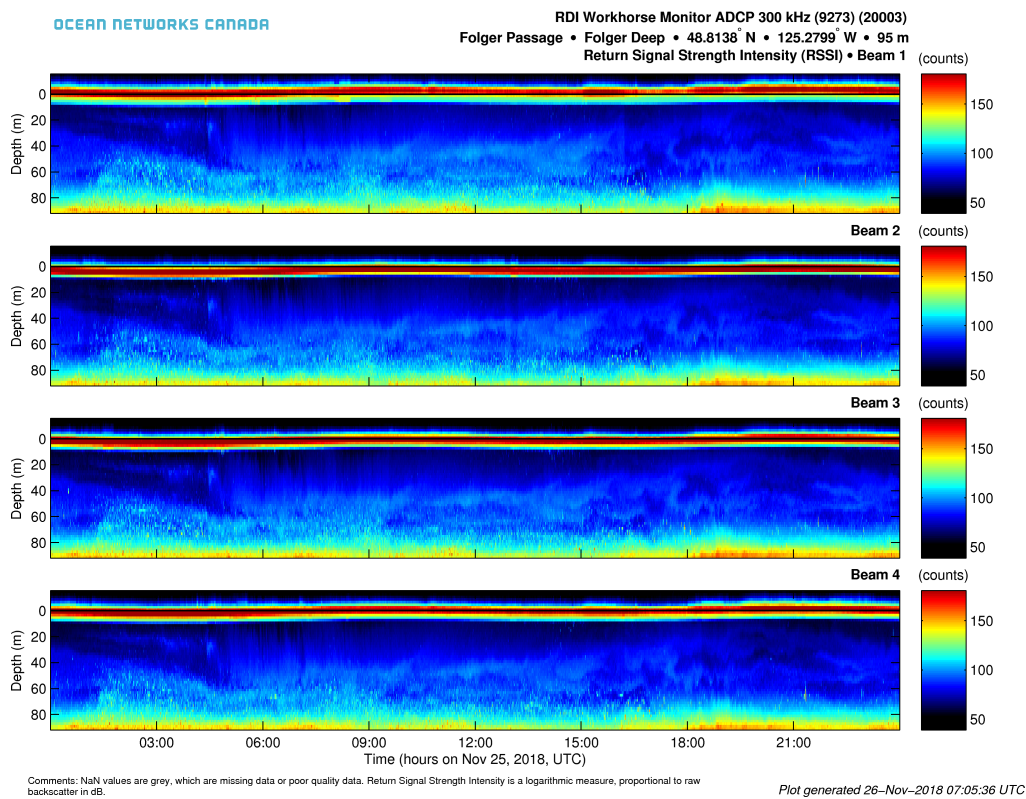 OCEAN NETWORKS CANADA
RDI Workhorse Monitor ADCP 300 kHz (9273) (20003)
Folger Passage • Folger Deep • 48.8138° N • 125.2799° W • 95 m
Return Signal Strength Intensity (RSSI) • Beam 1
(counts)
0
20
40
60
80
Depth (m)
150
100
50
Beam 2
(counts)
0
20
40
60
80
Depth (m)
150
100
50
Beam 3
(counts)
0
20
40
60
80
Depth (m)
150
100
50
Beam 4
(counts)
0
20
40
60
80
Depth (m)
150
100
50
03:00 06:00 09:00 12:00 15:00 18:00 21:00
Time (hours on Nov 25, 2018, UTC)
Comments: NaN values are grey, which are missing data or poor quality data. Return Signal Strength Intensity is a logarithmic measure, proportional to raw
backscatter in dB.
Plot generated 26−Nov−2018 07:05:36 UTC